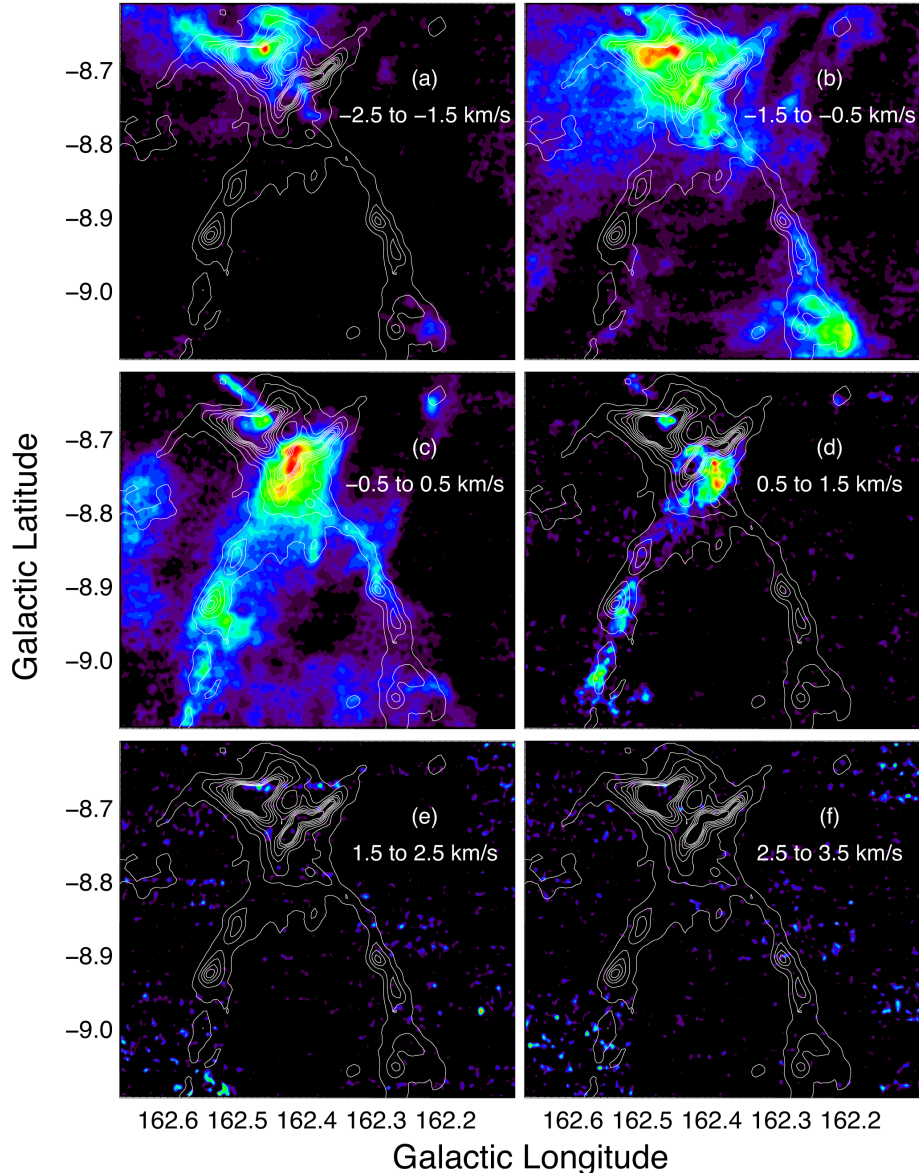 (a)
−2.5 to −1.5 km/s
(b)
−1.5 to −0.5 km/s
−8.7
−8.8
−8.9
−9.0
(c)
−0.5 to 0.5 km/s
(d)
0.5 to 1.5 km/s
−8.7
−8.8
−8.9
−9.0
Galactic Latitude
(e)
1.5 to 2.5 km/s
(f)
2.5 to 3.5 km/s
−8.7
−8.8
−8.9
−9.0
162.6 162.5 162.4 162.3 162.2
162.6 162.5 162.4 162.3 162.2
Galactic Longitude